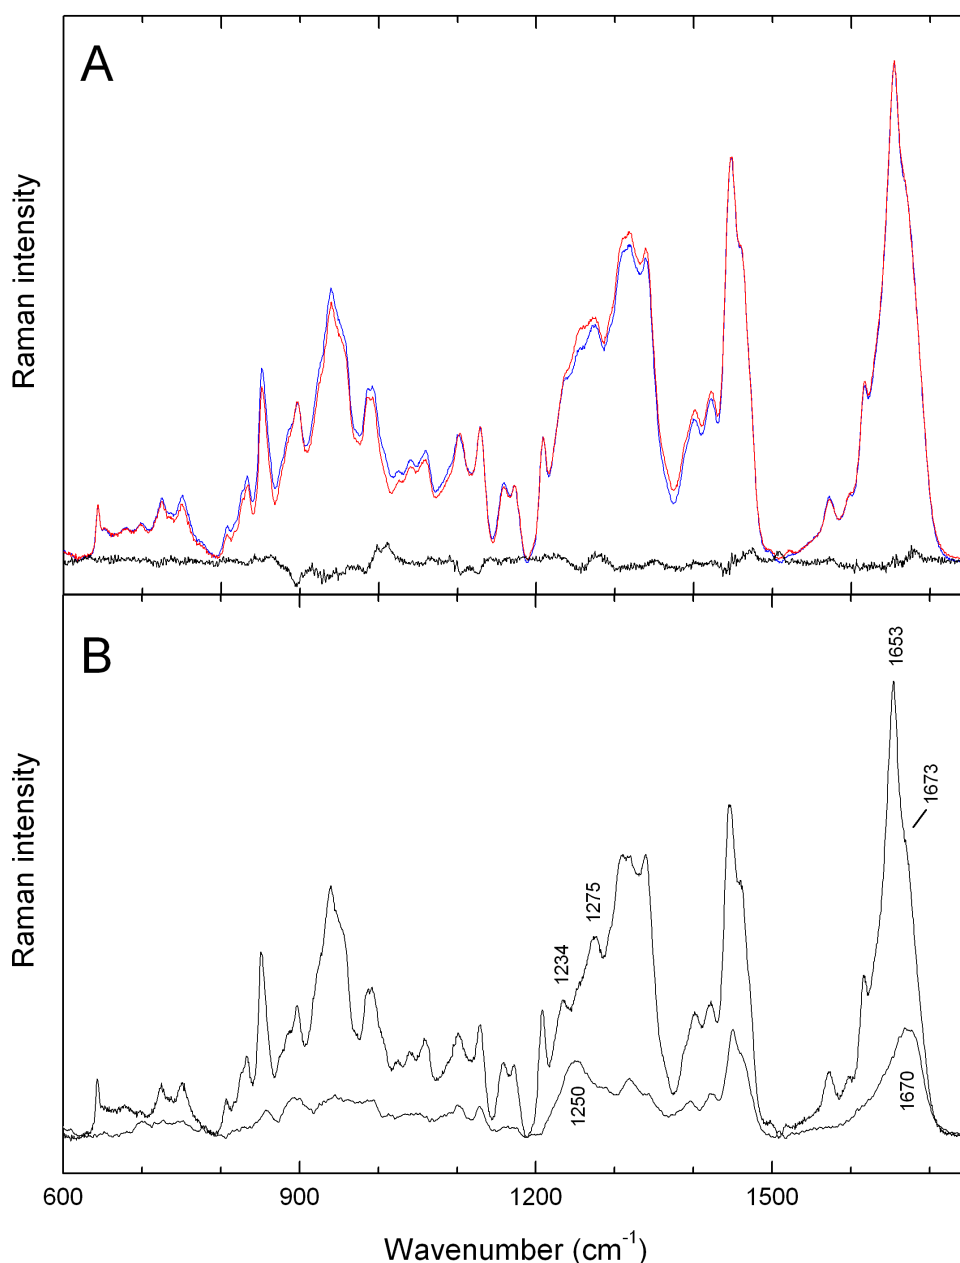 A
Raman intensity
B
1653
1673
1275
1234
1250
1670
Raman intensity
600
900
1200
1500
Wavenumber (cm⁻¹)